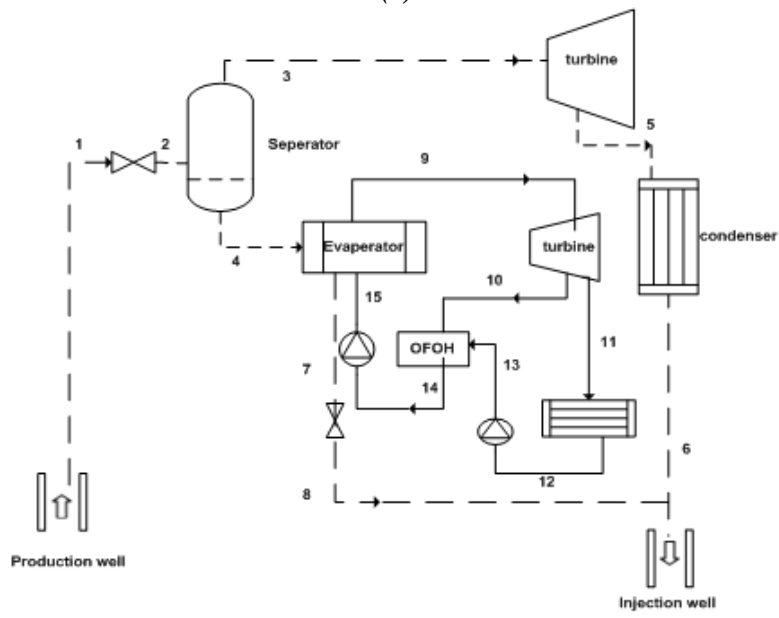 turbine
3
5
1
2
Seperator
9
condenser
4
Evaperator
turbine
15
10
7
OFOH
13
11
14
6
8
12
Production well
Injection well